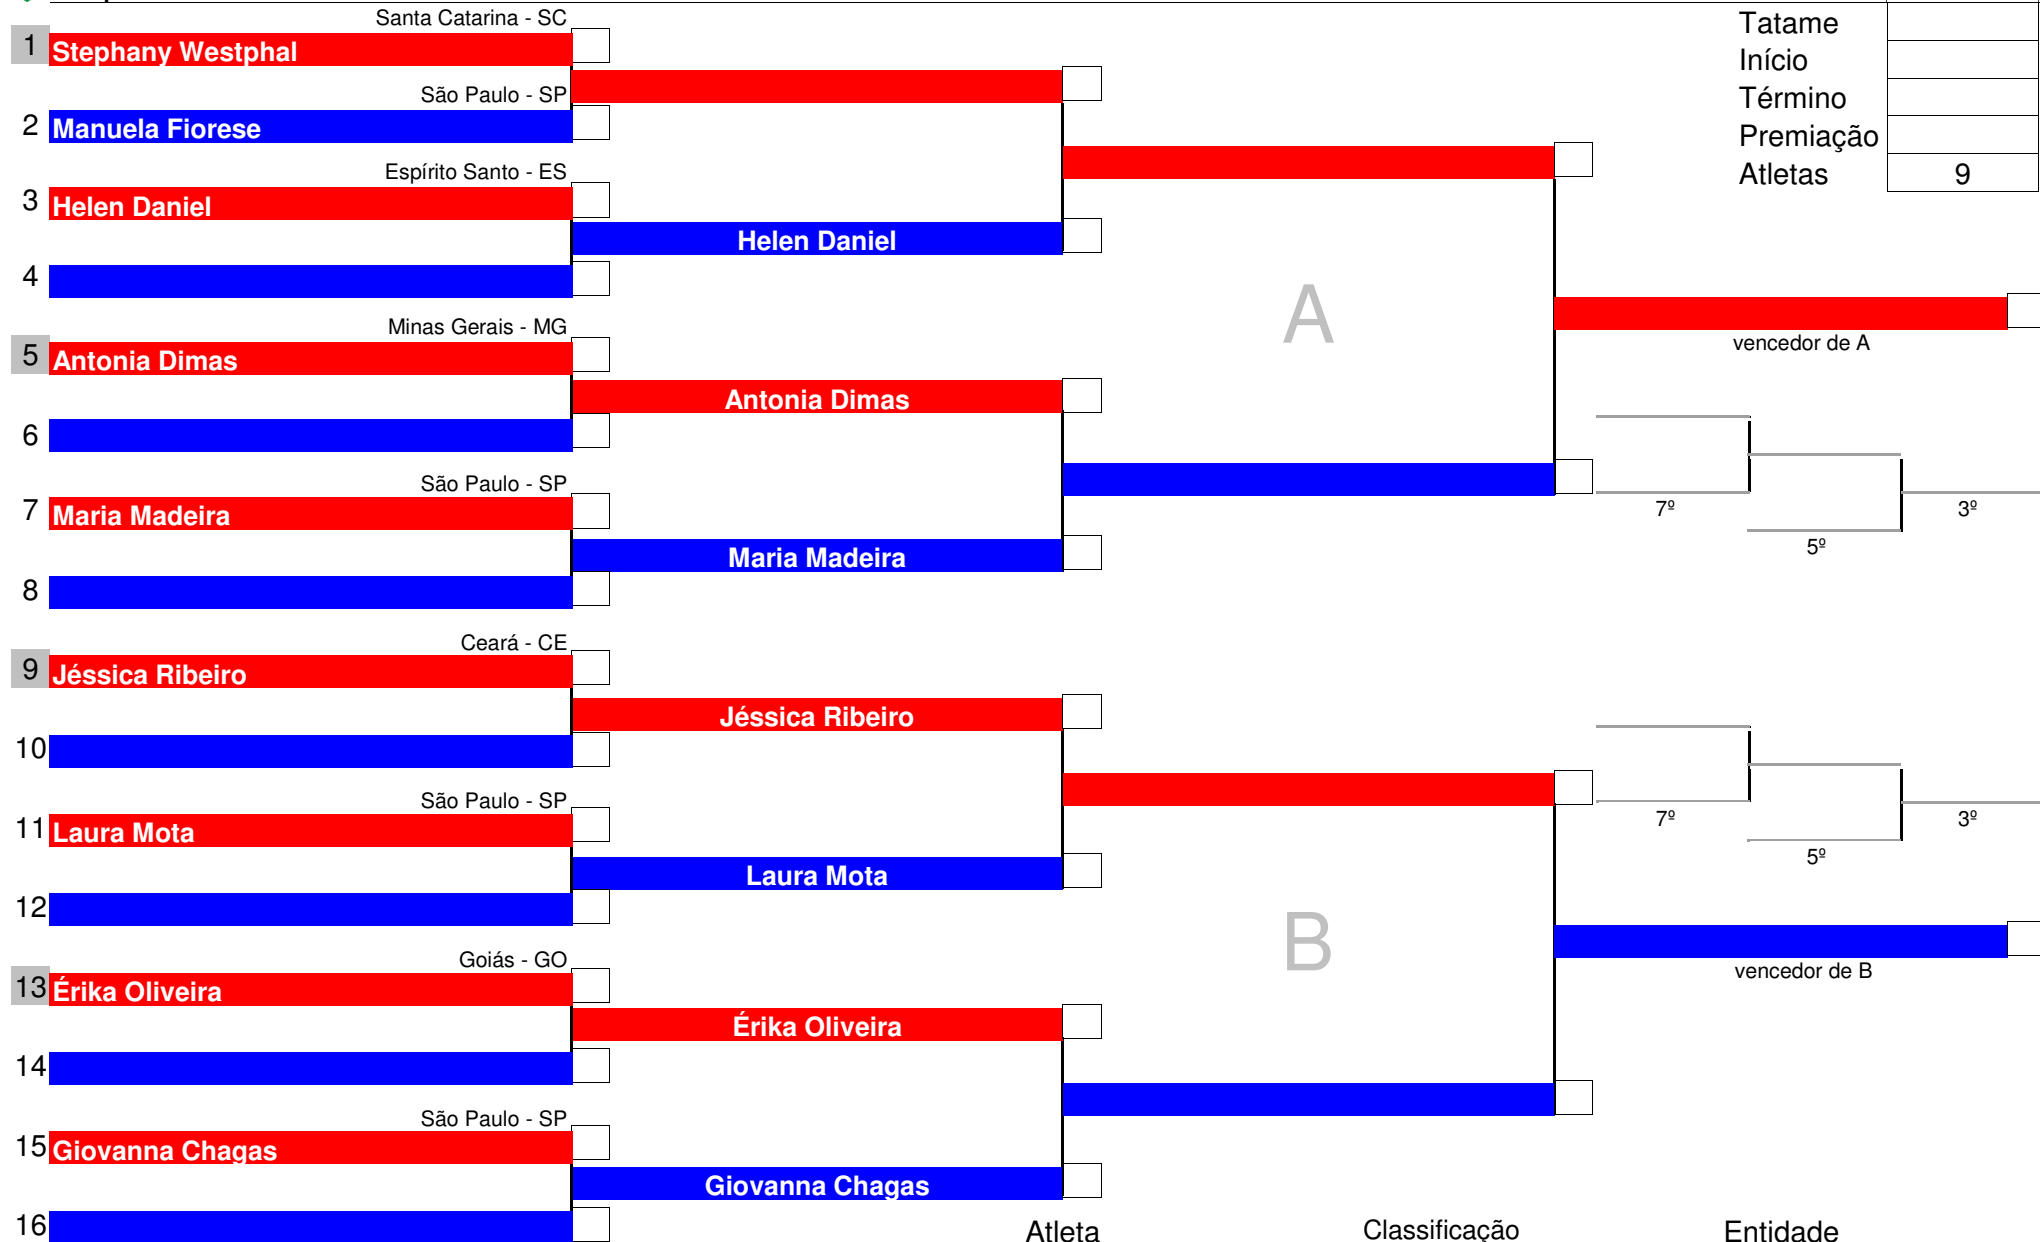 Santa Catarina - SC
1 Stephany Westphal
São Paulo - SP
2 Manuela Fiorese
Espírito Santo - ES
3 Helen Daniel
Helen Daniel
4
Minas Gerais - MG
5 Antonia Dimas
Antonia Dimas
6
São Paulo - SP
7 Maria Madeira
Maria Madeira
8
Ceará - CE
9 Jéssica Ribeiro
Jéssica Ribeiro
10
São Paulo - SP
11 Laura Mota
Laura Mota
12
Goiás - GO
13 Érika Oliveira
Érika Oliveira
14
São Paulo - SP
15 Giovanna Chagas
Giovanna Chagas
16
Tatame
Início
Término
Premiação
Atletas 9
A
vencedor de A
7º
3º
5º
7º
3º
5º
B
vencedor de B
Atleta Classificação Entidade